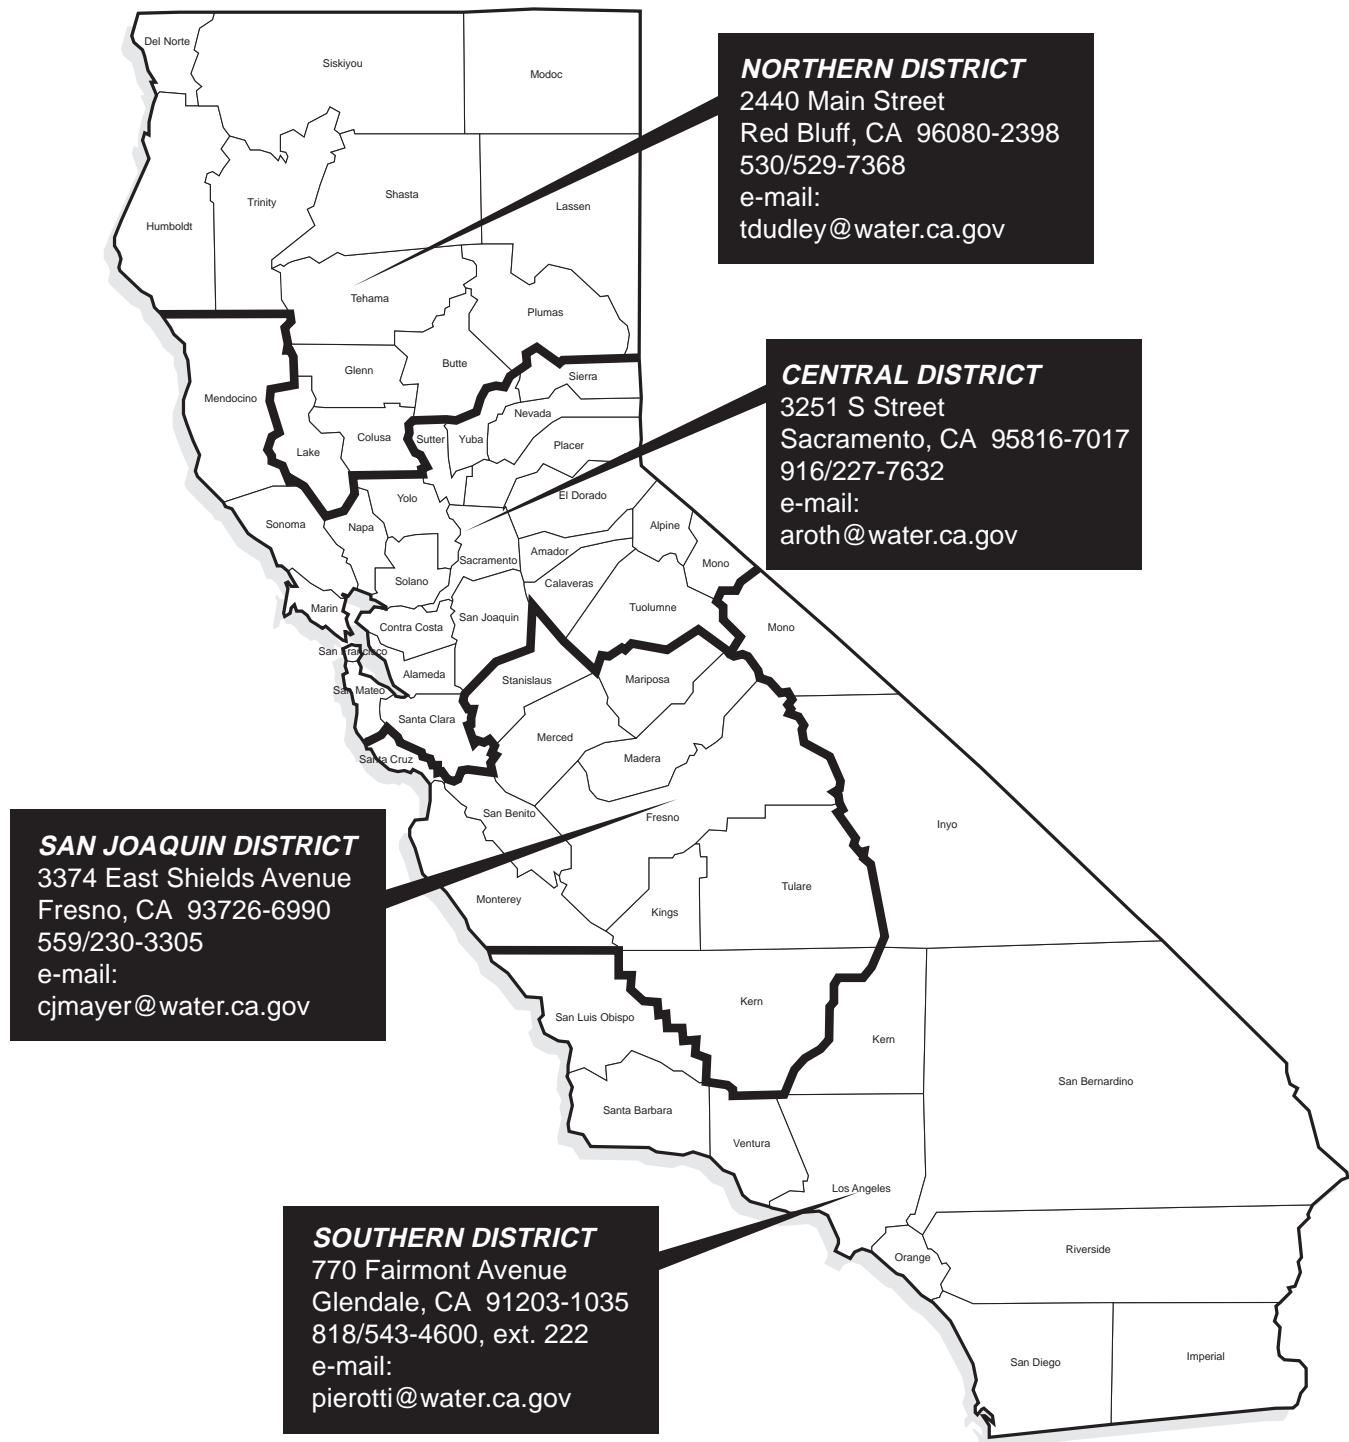 Del Norte
Siskiyou
Modoc
NORTHERN DISTRICT
2440 Main Street
Red Bluff, CA 96080-2398
530/529-7368
e-mail:
tdudley@water.ca.gov
Humboldt
Trinity
Shasta
Lassen
Tehama
Plumas
Glenn
Butte
Sierra
Mendocino
Nevada
Lake
Colusa
Sutter
Yuba
Placer
CENTRAL DISTRICT
3251 S Street
Sacramento, CA 95816-7017
916/227-7632
e-mail:
aroth@water.ca.gov
Yolo
El Dorado
Sonoma
Napa
Alpine
Sacramento
Amador
Mono
Solano
Calaveras
Marin
Tuolumne
Contra Costa
San Joaquin
Mono
San Francisco
Alameda
Stanislaus
Mariposa
San Mateo
Santa Clara
Merced
Santa Cruz
Madera
San Benito
Fresno
Inyo
SAN JOAQUIN DISTRICT
3374 East Shields Avenue
Fresno, CA 93726-6990
559/230-3305
e-mail:
cjmayer@water.ca.gov
Monterey
Kings
Tulare
San Luis Obispo
Kern
Kern
San Bernardino
Santa Barbara
Ventura
Los Angeles
SOUTHERN DISTRICT
770 Fairmont Avenue
Glendale, CA 91203-1035
818/543-4600, ext. 222
e-mail:
pierotti@water.ca.gov
Orange
Riverside
San Diego
Imperial